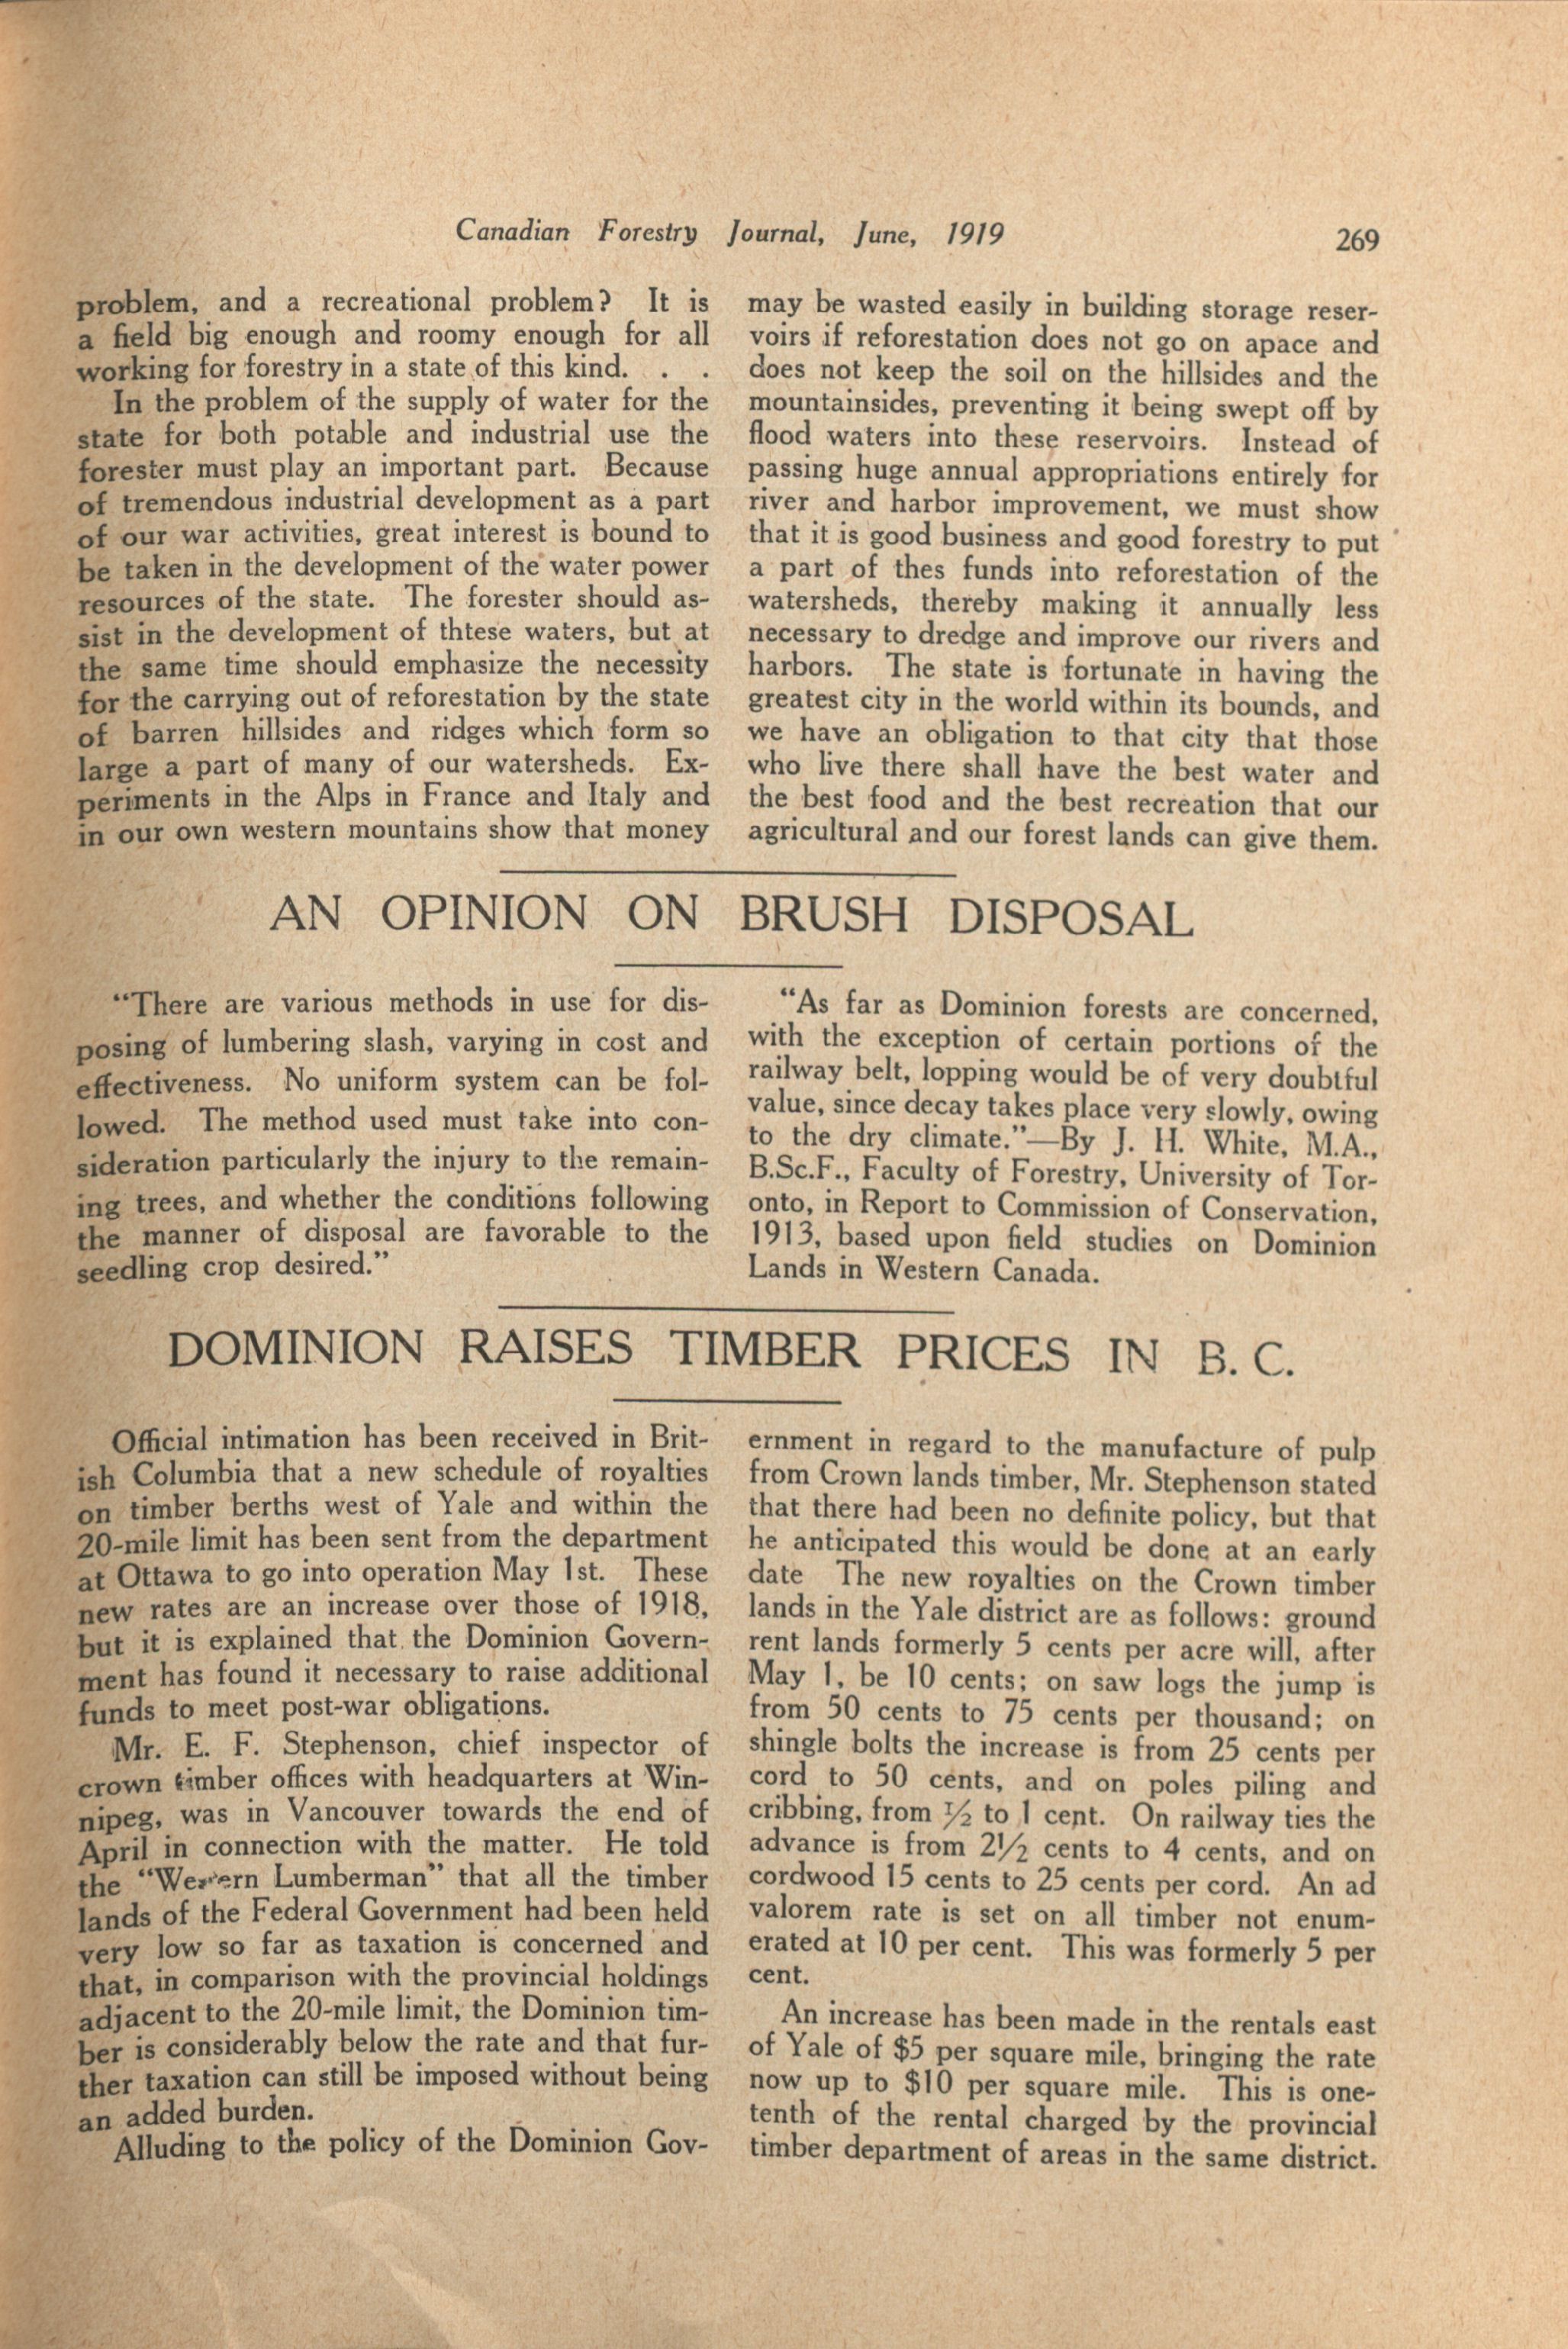 Canadian Forestry Journal, June, 1919
269
problem, and a recreational problem? It is
a field big enough and roomy enough for all
working for forestry in a state of this kind. . .
In the problem of the supply of water for the
state for both potable and industrial use the
forester must play an important part. Because
of tremendous industrial development as a part
of our war activities, great interest is bound to
be taken in the development of the water power
resources of the state. The forester should as-
sist in the development of thtese waters, but at
the same time should emphasize the necessity
for the carrying out of reforestation by the state
of barren hillsides and ridges which form so
large a part of many of our watersheds. Ex-
periments in the Alps in France and Italy and
in our own western mountains show that money
may be wasted easily in building storage reser-
voirs if reforestation does not go on apace and
does not keep the soil on the hillsides and the
mountainsides, preventing it being swept off by
flood waters into these reservoirs. Instead of
passing huge annual appropriations entirely for
river and harbor improvement, we must show
that it is good business and good forestry to put
a part of thes funds into reforestation of the
watersheds, thereby making it annually less
necessary to dredge and improve our rivers and
harbors. The state is fortunate in having the
greatest city in the world within its bounds, and
we have an obligation to that city that those
who live there shall have the best water and
the best food and the best recreation that our
agricultural and our forest lands can give them.
AN OPINION ON BRUSH DISPOSAL
"There are various methods in use for dis-
posing of lumbering slash, varying in cost and
effectiveness. No uniform system can be fol-
lowed. The method used must take into con-
sideration particularly the injury to the remain-
ing trees, and whether the conditions following
the manner of disposal are favorable to the
seedling crop desired."
"As far as Dominion forests are concerned,
with the exception of certain portions of the
railway belt, lopping would be of very doubtful
value, since decay takes place very slowly, owing
to the dry climate."—By J. H. White, M.A.,
B.Sc.F., Faculty of Forestry, University of Tor-
onto, in Report to Commission of Conservation,
1913, based upon field studies on Dominion
Lands in Western Canada.
DOMINION RAISES TIMBER PRICES IN B. C.
Official intimation has been received in Brit-
ish Columbia that a new schedule of royalties
on timber berths west of Yale and within the
20-mile limit has been sent from the department
at Ottawa to go into operation May 1st. These
new rates are an increase over those of 1918,
but it is explained that the Dominion Govern-
ment has found it necessary to raise additional
funds to meet post-war obligations.
Mr. E. F. Stephenson, chief inspector of
crown timber offices with headquarters at Win-
nipeg, was in Vancouver towards the end of
April in connection with the matter. He told
the "Western Lumberman" that all the timber
lands of the Federal Government had been held
very low so far as taxation is concerned and
that, in comparison with the provincial holdings
adjacent to the 20-mile limit, the Dominion tim-
ber is considerably below the rate and that fur-
ther taxation can still be imposed without being
an added burden.
Alluding to the policy of the Dominion Gov-
ernment in regard to the manufacture of pulp
from Crown lands timber, Mr. Stephenson stated
that there had been no definite policy, but that
he anticipated this would be done at an early
date The new royalties on the Crown timber
lands in the Yale district are as follows: ground
rent lands formerly 5 cents per acre will, after
May 1, be 10 cents; on saw logs the jump is
from 50 cents to 75 cents per thousand; on
shingle bolts the increase is from 25 cents per
cord to 50 cents, and on poles piling and
cribbing, from ½ to 1 cent. On railway ties the
advance is from 2½ cents to 4 cents, and on
cordwood 15 cents to 25 cents per cord. An ad
valorem rate is set on all timber not enum-
erated at 10 per cent. This was formerly 5 per
cent.
An increase has been made in the rentals east
of Yale of $5 per square mile, bringing the rate
now up to $10 per square mile. This is one-
tenth of the rental charged by the provincial
timber department of areas in the same district.